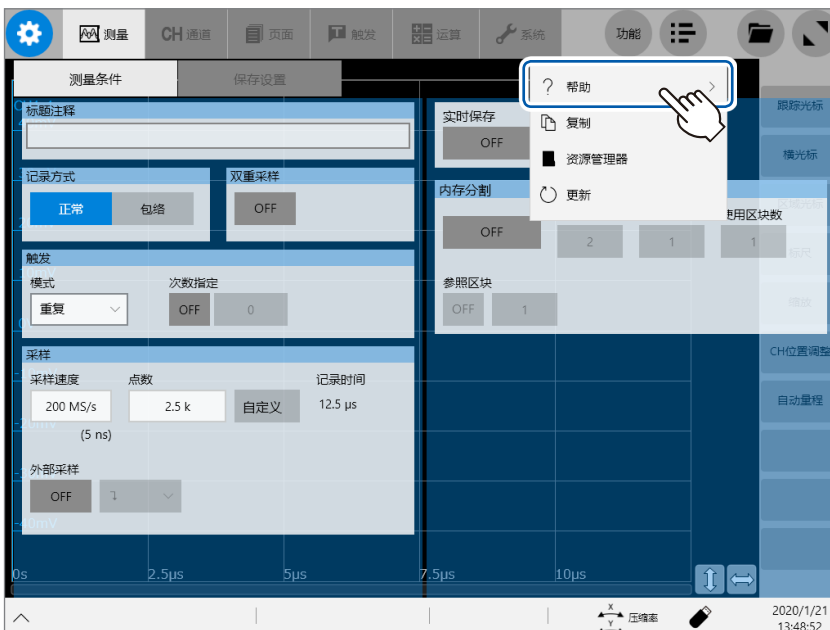 测量
CH 通道
页面
触发
运算
系统
功能
测量条件
保存设置
帮助
复制
资源管理器
更新
标题注释
记录方式
双重采样
正常
包络
OFF
触发
模式
次数指定
重复
OFF
0
采样
采样速度
点数
记录时间
200 MS/s
2.5 k
自定义
12.5 µs
(5 ns)
外部采样
OFF
实时保存
OFF
内存分割
使用区块数
OFF
2
1
1
参照区块
OFF
1
跟踪光标
横光标
区域光标
标尺
CH位置调整
自动量程
-40mV
0s
2.5µs
5µs
7.5µs
10µs
X
Y
压缩率
2020/1/21
13:48:52